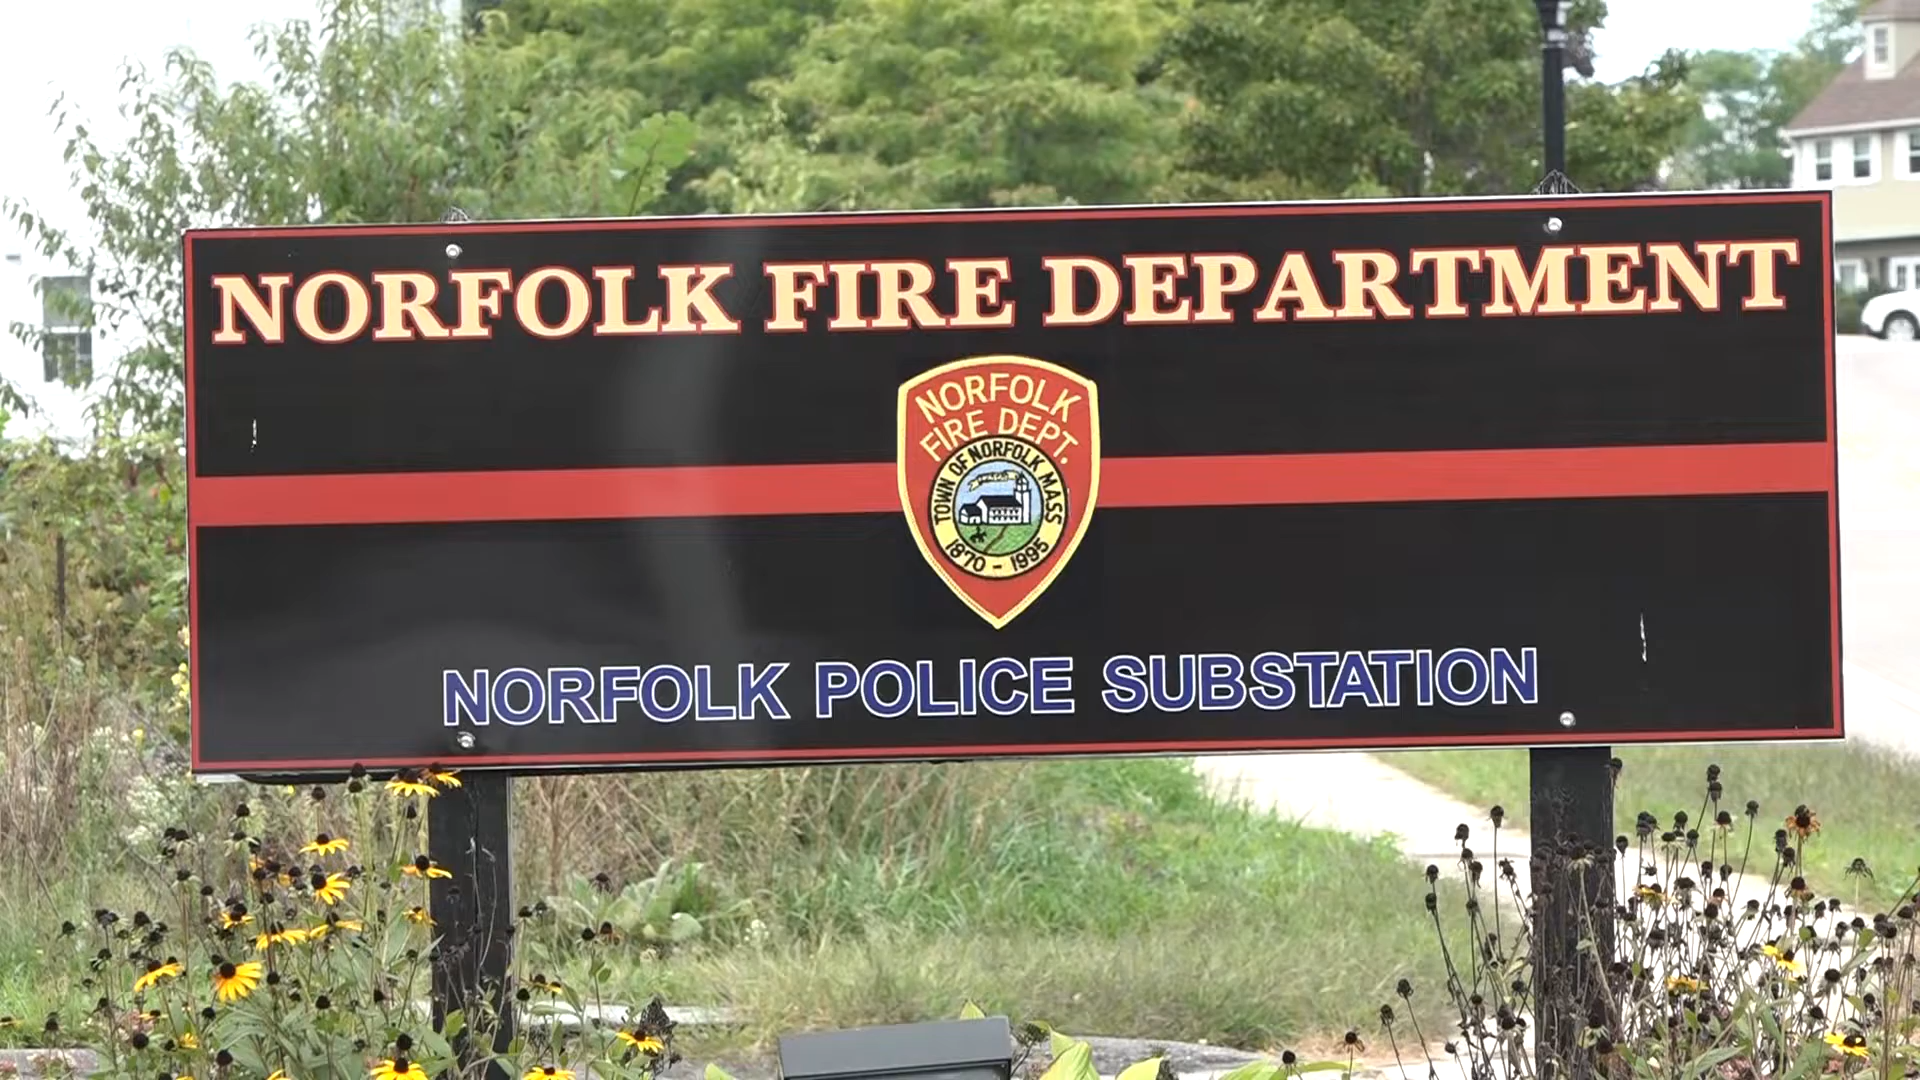 NORFOLK FIRE DEPARTMENT
NORFOLK
FIRE DEPT.
TOWN OF NORFOLK MASS
1870 - 1995
NORFOLK POLICE SUBSTATION